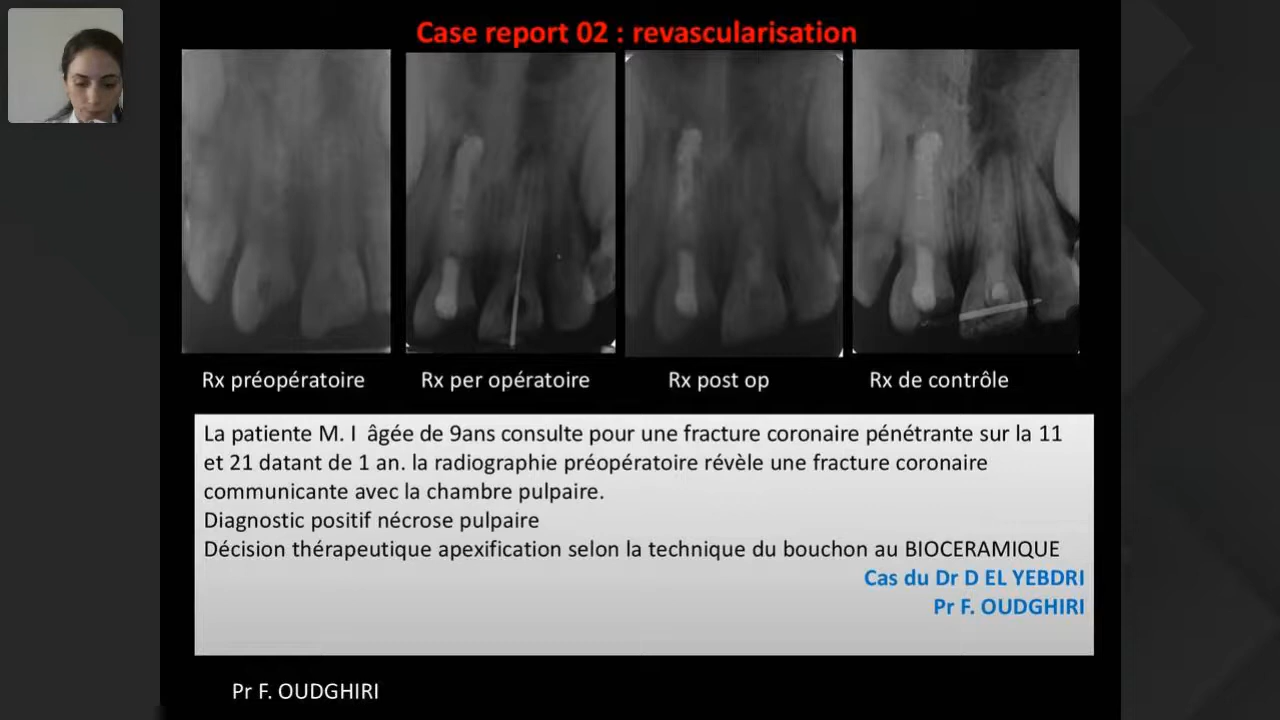 Case report 02 : revascularisation
Rx préopératoire
Rx per opératoire
Rx post op
Rx de contrôle
La patiente M. I âgée de 9ans consulte pour une fracture coronaire pénétrante sur la 11
et 21 datant de 1 an. la radiographie préopératoire révèle une fracture coronaire
communicante avec la chambre pulpaire.
Diagnostic positif nécrose pulpaire
Décision thérapeutique apexification selon la technique du bouchon au BIOCERAMIQUE
Cas du Dr D EL YEBDRI
Pr F. OUDGHIRI
Pr F. OUDGHIRI